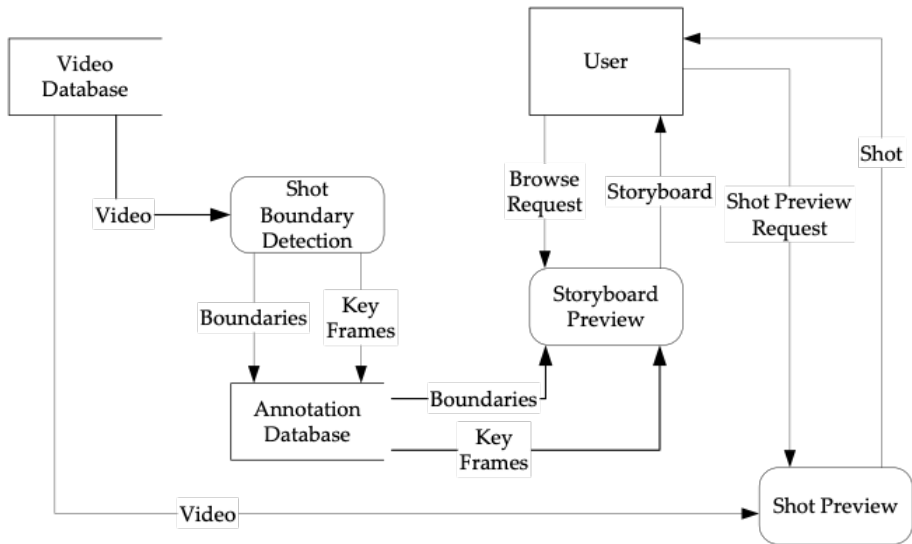 Video
Database
User
Shot
Shot
Boundary
Detection
Browse
Request
Storyboard
Shot Preview
Request
Video
Storyboard
Preview
Boundaries
Key
Frames
Boundaries
Annotation
Database
Key
Frames
Shot Preview
Video